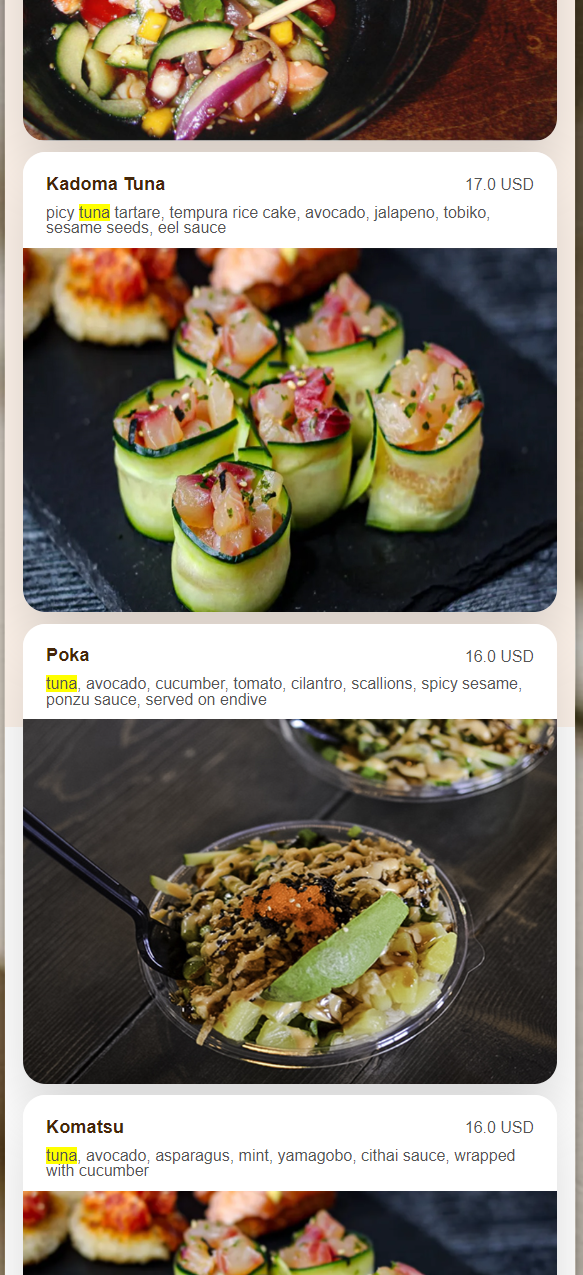 Kadoma Tuna
17.0 USD
picy tuna tartare, tempura rice cake, avocado, jalapeno, tobiko,
sesame seeds, eel sauce
Poka
16.0 USD
tuna, avocado, cucumber, tomato, cilantro, scallions, spicy sesame,
ponzu sauce, served on endive
Komatsu
16.0 USD
tuna, avocado, asparagus, mint, yamagobo, cithai sauce, wrapped
with cucumber